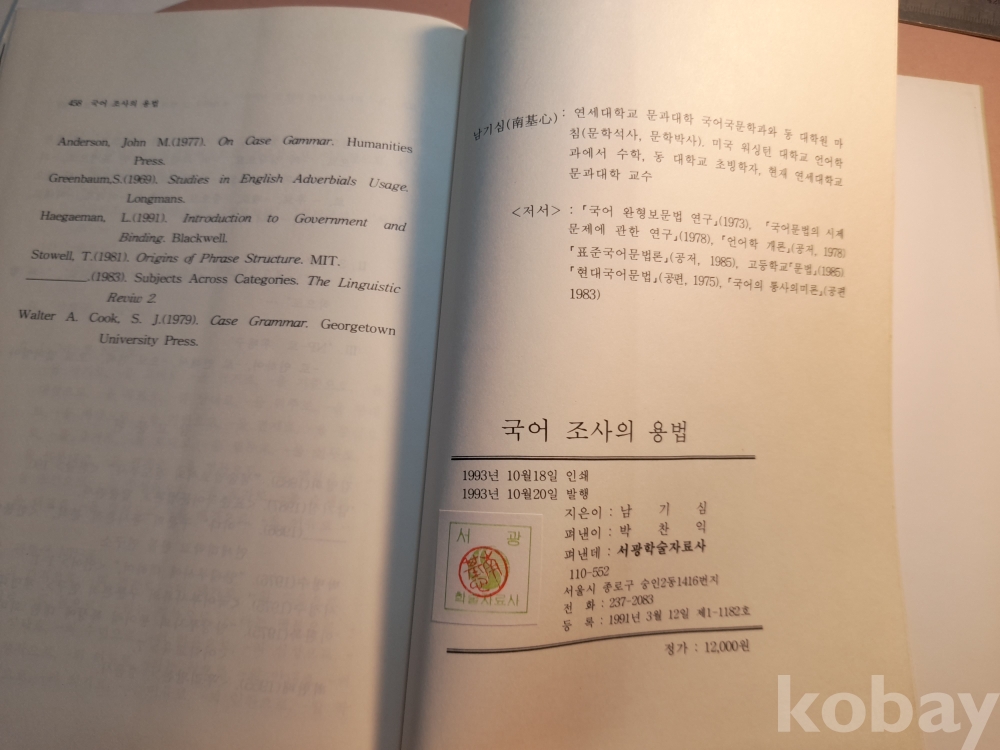 458 국어 조사의 용법
Anderson, John M.(1977). On Case Gammar. Humanities
Press.
Greenbaum,S.(1969). Studies in English Adverbials Usage,
Longmans.
Haegaeman, L.(1991). Introduction to Government and
Binding. Blackwell.
Stowell, T.(1981). Origins of Phrase Structure. MIT.
________.(1983). Subjects Across Categories. The Linguistic
Reviw 2.
Walter A. Cook, S. J.(1979). Case Grammar. Georgetown
University Press.
남기심(南基心) : 연세대학교 문과대학 국어국문학과와 동 대학원 마
침(문학석사, 문학박사). 미국 워싱턴 대학교 언어학
과에서 수학, 동 대학교 초빙학자, 현재 연세대학교
문과대학 교수
<저서> : 『국어 완형보문법 연구』(1973), 『국어문법의 시제
문제에 관한 연구』(1978), 『언어학 개론』(공저, 1978)
『표준국어문법론』(공저, 1985), 고등학교『문법』(1985)
『현대국어문법』(공편, 1975), 『국어의 통사의미론』(공편
1983)
국어 조사의 용법
1993년 10월18일 인쇄
1993년 10월20일 발행
지은이 : 남 기 심
펴낸이 : 박 찬 익
펴낸데 : 서광학술자료사
110-552
서울시 종로구 숭인2동1416번지
전 화 : 237-2083
등 록 : 1991년 3월 12일 제1-1182호
정가 : 12,000원
서 광
학술자료사
kobay